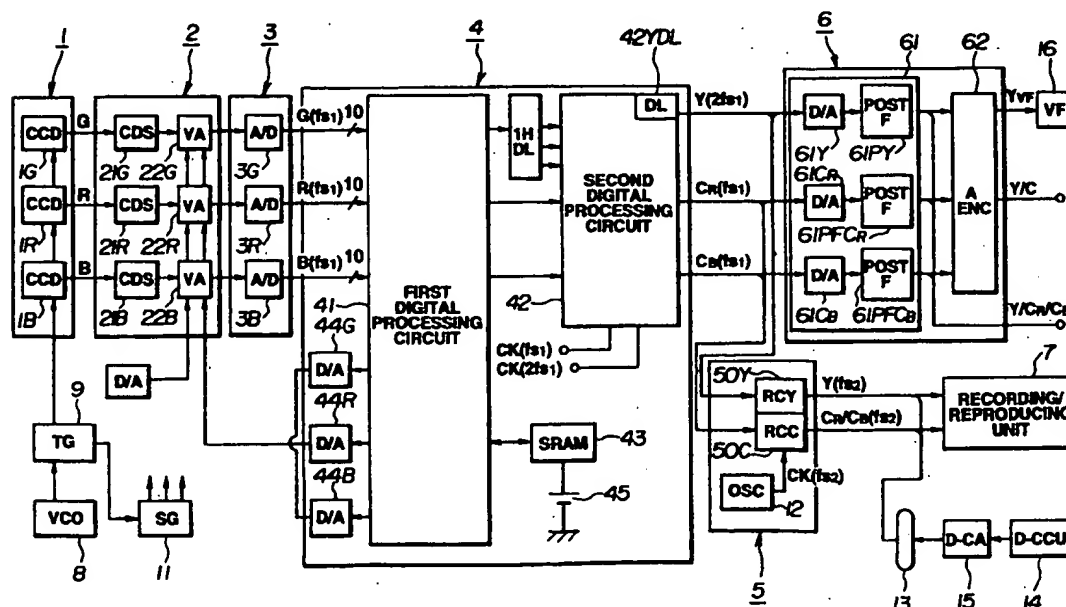 1
2
3
4
42YDL
6
61
62
16
CCD
G
CDS
VA
A/D
G(fs1) 10
1H
DL
DL
Y(2fs1)
D/A
POST
F
YVF
VF
1G
21G
22G
3G
61Y
61PY
CCD
R
CDS
VA
A/D
R(fs1) 10
SECOND
DIGITAL
PROCESSING
CIRCUIT
CR(fs1)
61CR
D/A
POST
F
A
ENC
Y/C
1R
21R
22R
3R
61PFCR
CCD
B
CDS
VA
A/D
B(fs1) 10
CB(fs1)
D/A
POST
F
1B
21B
22B
3B
41
FIRST
DIGITAL
PROCESSING
CIRCUIT
42
61CB
61PFCB
Y/CR/CB
CK(fs1)
CK(2fs1)
44G
D/A
D/A
9
TG
44R
D/A
44B
D/A
SRAM
43
45
50Y
RCY
RCC
50C
Y(fs2)
CR/CB(fs2)
7
RECORDING/
REPRODUCING
UNIT
CK(fs2)
OSC
12
VCO
8
SG
11
5
13
D-CA
15
D-CCU
14